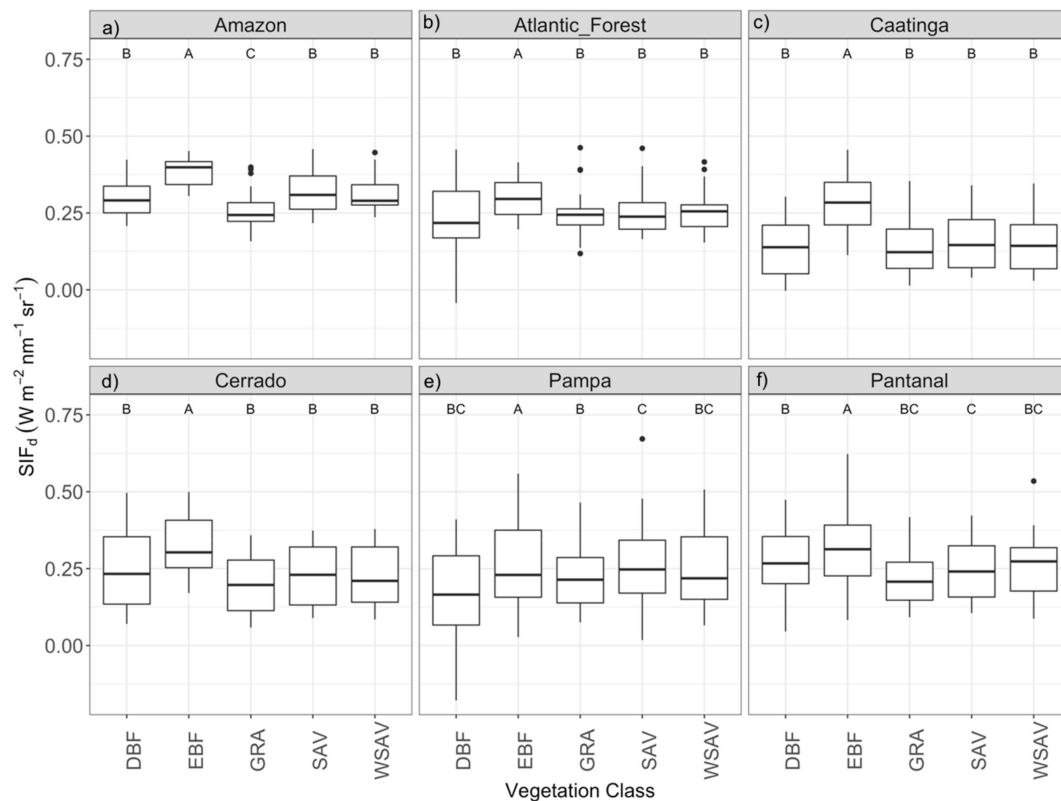 a) Amazon
b) Atlantic_Forest
c) Caatinga
B A C B B
B A B B B
B A B B B
0.75
0.50
0.25
0.00
d) Cerrado
e) Pampa
f) Pantanal
B A B B B
BC A B C BC
B A BC C BC
0.75
0.50
0.25
0.00
SIFd (W m−2 nm−1 sr−1)
DBF EBF GRA SAV WSAV
DBF EBF GRA SAV WSAV
DBF EBF GRA SAV WSAV
Vegetation Class